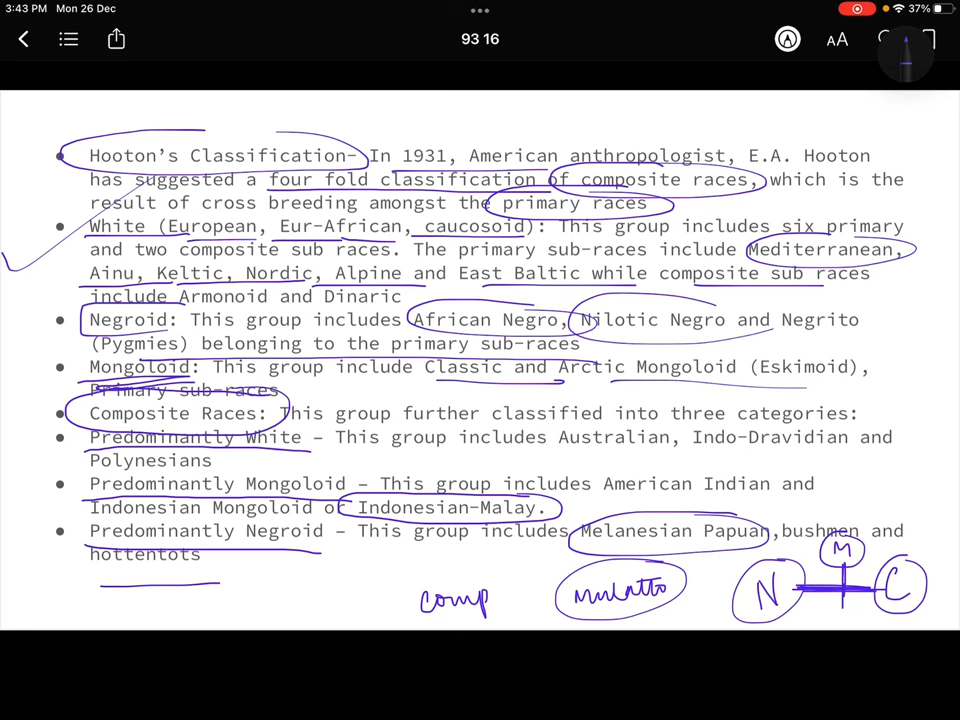 3:43 PM Mon 26 Dec
37%
93 16
AA
• Hooton's Classification- In 1931, American anthropologist, E.A. Hooton
has suggested a four fold classification of composite races, which is the
result of cross breeding amongst the primary races
• White (European, Eur-African, caucosoid): This group includes six primary
and two composite sub races. The primary sub-races include Mediterranean,
Ainu, Keltic, Nordic, Alpine and East Baltic while composite sub races
include Armonoid and Dinaric
• Negroid: This group includes African Negro, Nilotic Negro and Negrito
(Pygmies) belonging to the primary sub-races
• Mongoloid: This group include Classic and Arctic Mongoloid (Eskimoid),
Primary sub-races
• Composite Races: This group further classified into three categories:
• Predominantly White – This group includes Australian, Indo-Dravidian and
Polynesians
• Predominantly Mongoloid – This group includes American Indian and
Indonesian Mongoloid or Indonesian-Malay.
• Predominantly Negroid – This group includes Melanesian Papuan,bushmen and
hottentots
M
comp mulatto N C